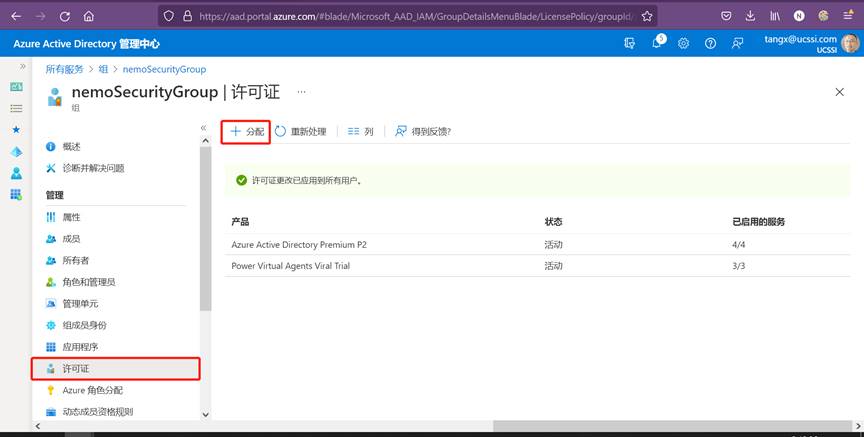 https://aad.portal.azure.com/#blade/Microsoft_AAD_IAM/GroupDetailsMenuBlade/LicensePolicy/groupId/
Azure Active Directory 管理中心
5
tangx@ucssi.com
UCSSI
所有服务 > 组 > nemoSecurityGroup
nemoSecurityGroup | 许可证 ···
组
分配
重新处理
列
得到反馈?
概述
诊断并解决问题
管理
属性
成员
所有者
角色和管理员
管理单元
组成员身份
应用程序
许可证
Azure 角色分配
动态成员资格规则
许可证更改已应用到所有用户。
产品 状态 已启用的服务
Azure Active Directory Premium P2 活动 4/4
Power Virtual Agents Viral Trial 活动 3/3